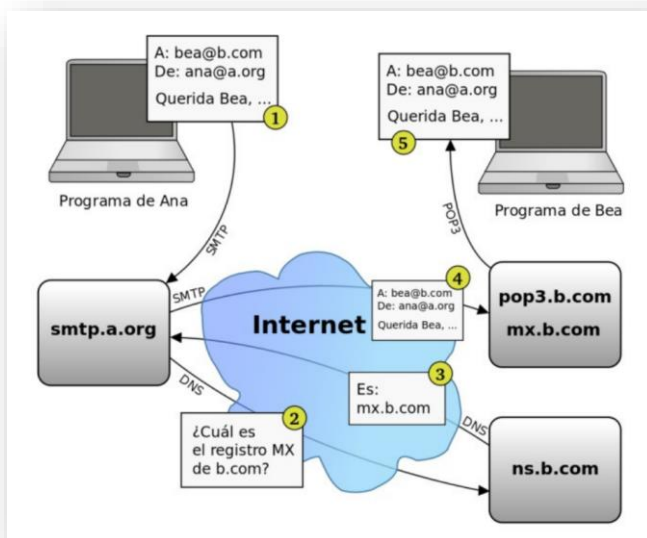 A: bea@b.com
De: ana@a.org
Querida Bea, ...
1
Programa de Ana
SMTP
smtp.a.org
A: bea@b.com
De: ana@a.org
Querida Bea, ...
5
Programa de Bea
POP3
pop3.b.com
mx.b.com
SMTP
Internet
A: bea@b.com
De: ana@a.org
Querida Bea, ...
4
Es:
mx.b.com
3
DNS
DNS
¿Cuál es
el registro MX
de b.com?
2
ns.b.com